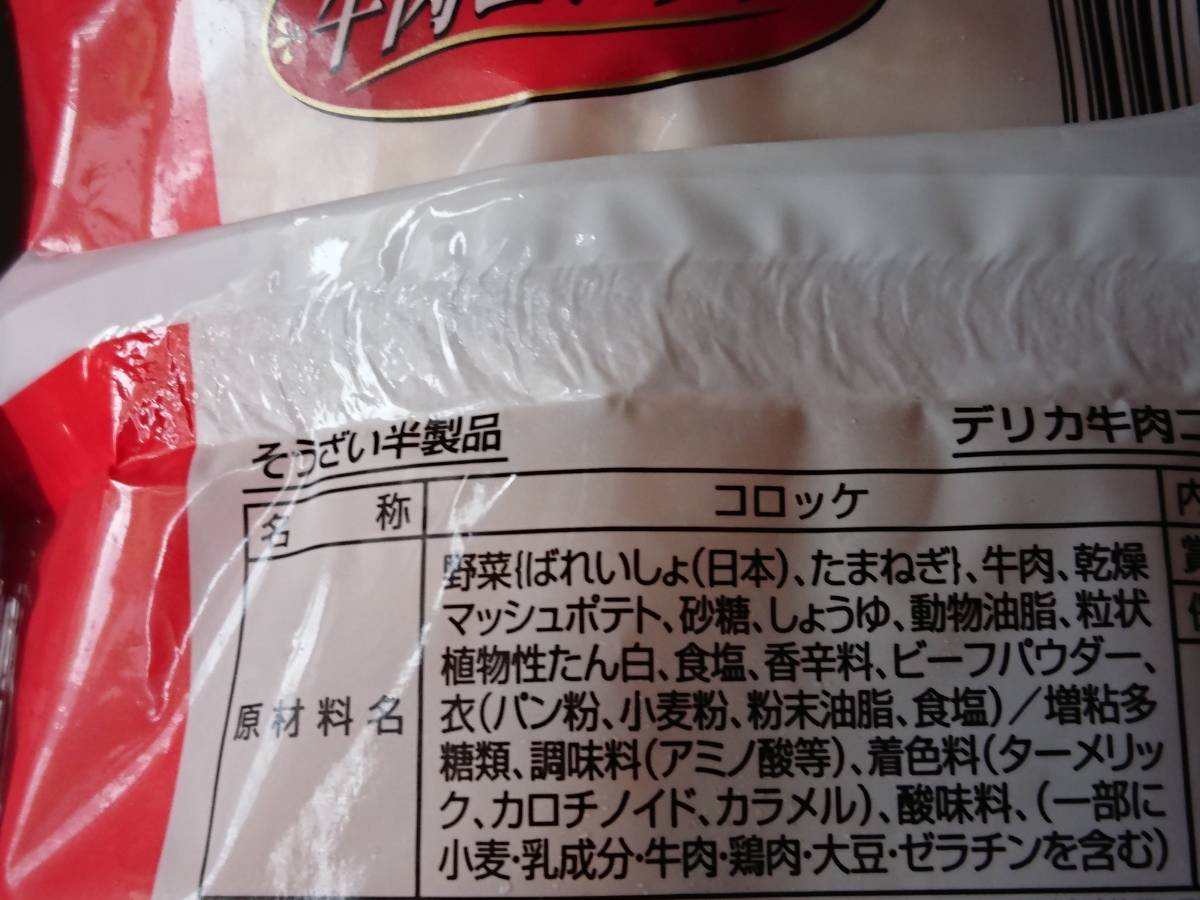 牛肉コ
そうざい半製品
デリカ牛肉コ
名 称
コロッケ
内
賞
原材料名
野菜{ばれいしょ(日本)、たまねぎ}、牛肉、乾燥
マッシュポテト、砂糖、しょうゆ、動物油脂、粒状
植物性たん白、食塩、香辛料、ビーフパウダー、
衣(パン粉、小麦粉、粉末油脂、食塩)/増粘多
糖類、調味料(アミノ酸等)、着色料(ターメリッ
ク、カロチノイド、カラメル)、酸味料、(一部に
小麦・乳成分・牛肉・鶏肉・大豆・ゼラチンを含む)